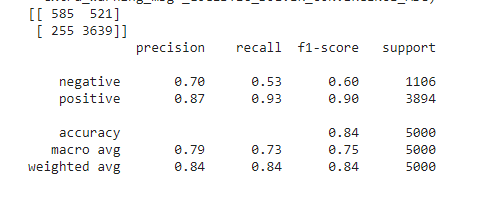 [[ 585 521]
[ 255 3639]]
precision recall f1-score support
negative 0.70 0.53 0.60 1106
positive 0.87 0.93 0.90 3894
accuracy 0.84 5000
macro avg 0.79 0.73 0.75 5000
weighted avg 0.84 0.84 0.84 5000